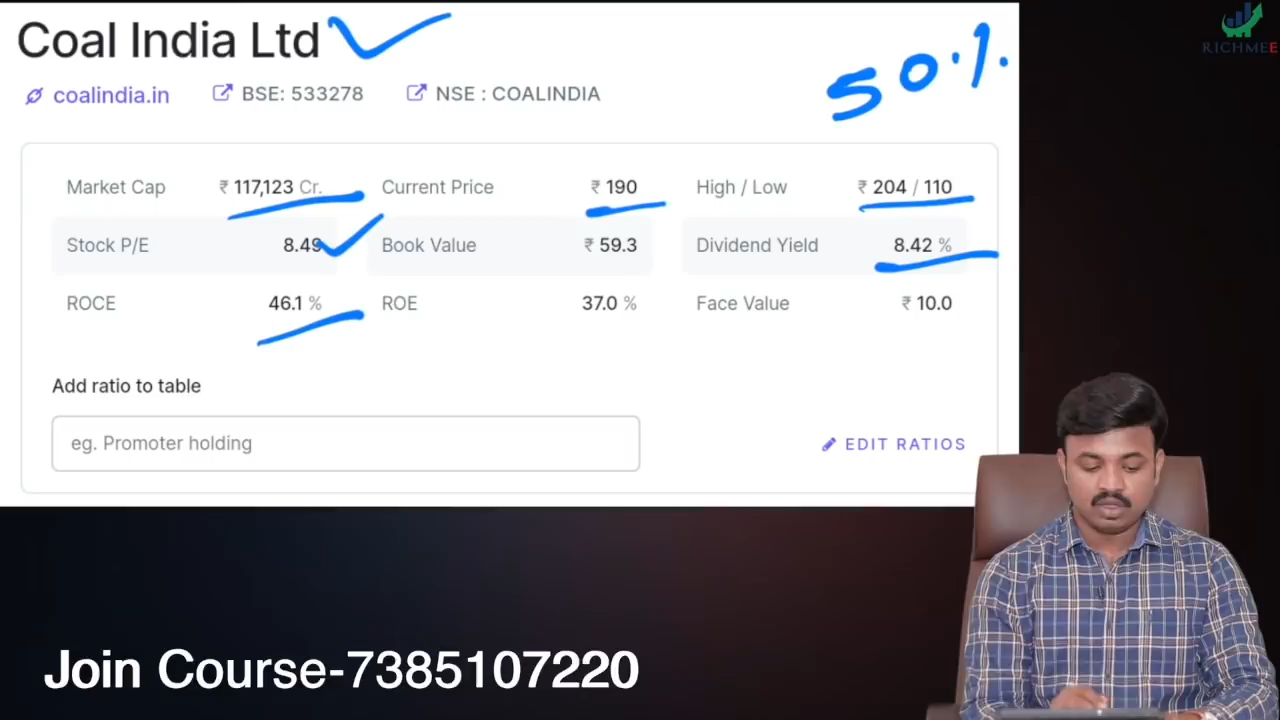 Coal India Ltd
50%
RICHMEE
coalindia.in BSE: 533278 NSE : COALINDIA
Market Cap ₹ 117,123 Cr. Current Price ₹ 190 High / Low ₹ 204 / 110
Stock P/E 8.49 Book Value ₹ 59.3 Dividend Yield 8.42 %
ROCE 46.1 % ROE 37.0 % Face Value ₹ 10.0
Add ratio to table
eg. Promoter holding EDIT RATIOS
Join Course-7385107220